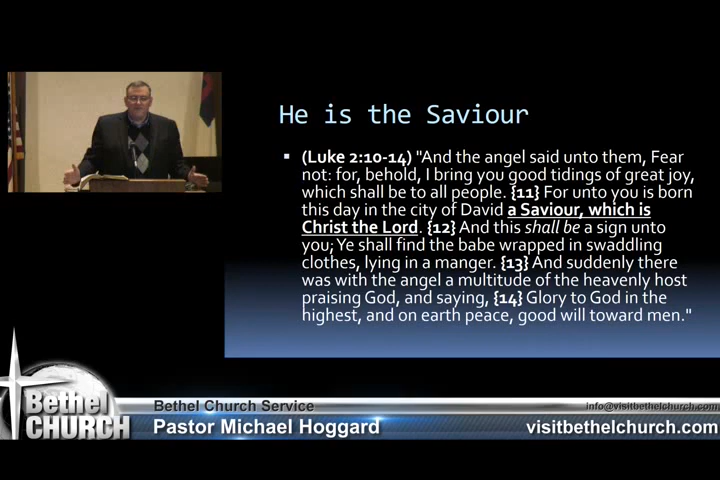 He is the Saviour
▪ (Luke 2:10-14) "And the angel said unto them, Fear
not: for, behold, I bring you good tidings of great joy,
which shall be to all people. {11} For unto you is born
this day in the city of David a Saviour, which is
Christ the Lord. {12} And this shall be a sign unto
you; Ye shall find the babe wrapped in swaddling
clothes, lying in a manger. {13} And suddenly there
was with the angel a multitude of the heavenly host
praising God, and saying, {14} Glory to God in the
highest, and on earth peace, good will toward men."
Bethel
CHURCH
Bethel Church Service
info@visitbethelchurch.com
Pastor Michael Hoggard
visitbethelchurch.com